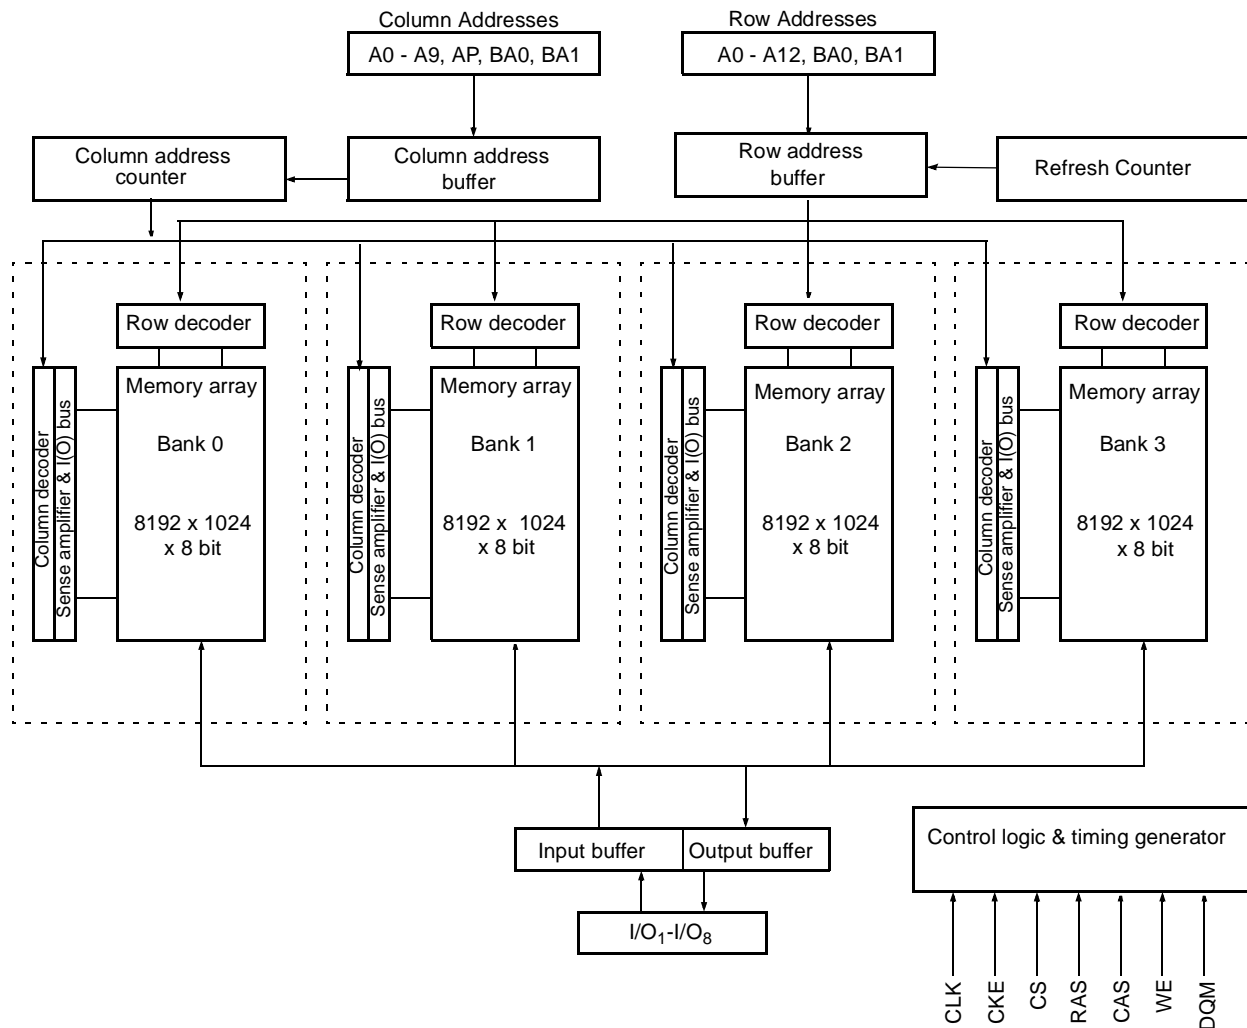 Column Addresses
Row Addresses
A0 - A9, AP, BA0, BA1
A0 - A12, BA0, BA1
Column address
counter
Column address
buffer
Row address
buffer
Refresh Counter
Row decoder
Row decoder
Row decoder
Row decoder
Column decoder
Sense amplifier & I(O) bus
Memory array
Bank 0
8192 x 1024
x 8 bit
Column decoder
Sense amplifier & I(O) bus
Memory array
Bank 1
8192 x 1024
x 8 bit
Column decoder
Sense amplifier & I(O) bus
Memory array
Bank 2
8192 x 1024
x 8 bit
Column decoder
Sense amplifier & I(O) bus
Memory array
Bank 3
8192 x 1024
x 8 bit
Input buffer
Output buffer
I/O1-I/O8
Control logic & timing generator
CLK
CKE
CS
RAS
CAS
WE
DQM